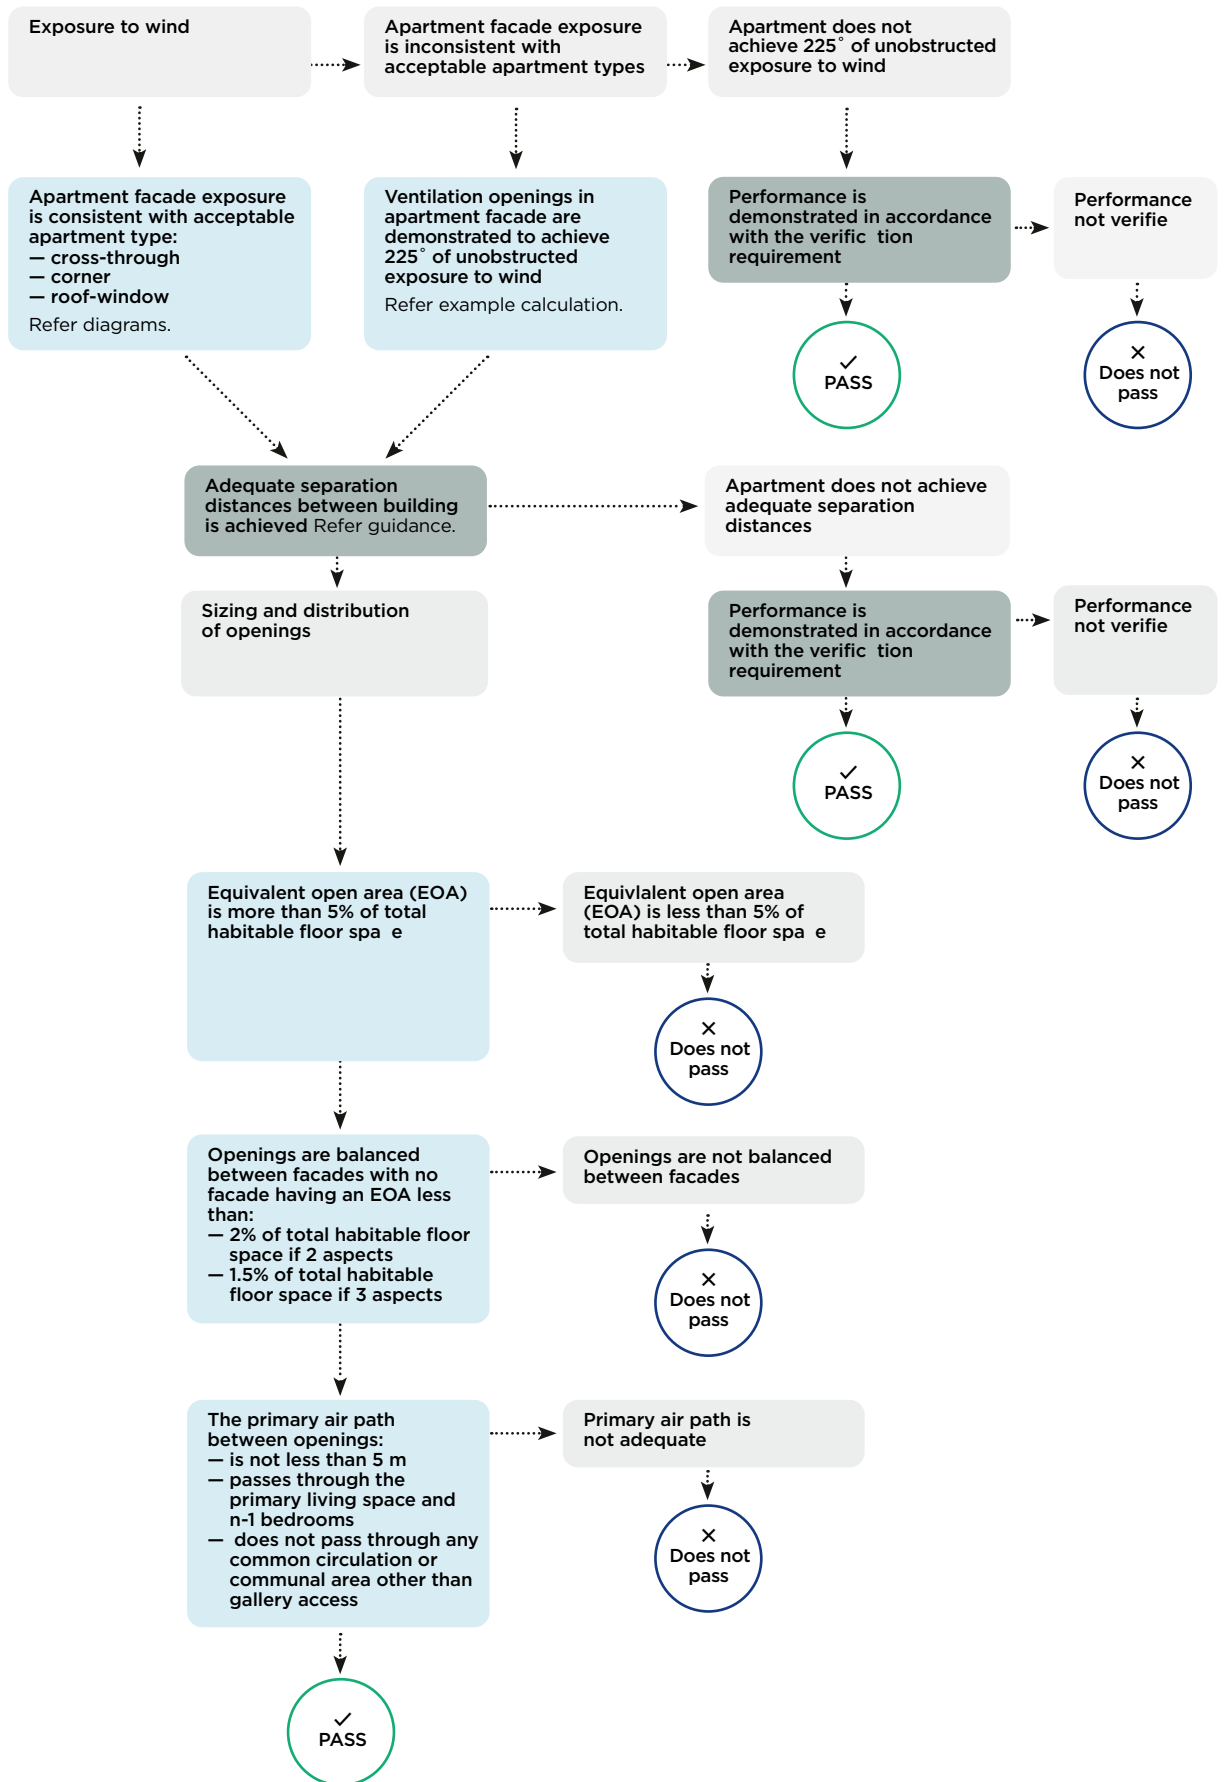 Exposure to wind
Apartment facade exposure
is inconsistent with
acceptable apartment types
Apartment does not
achieve 225° of unobstructed
exposure to wind
Apartment facade exposure
is consistent with acceptable
apartment type:
— cross-through
— corner
— roof-window
Refer diagrams.
Ventilation openings in
apartment facade are
demonstrated to achieve
225° of unobstructed
exposure to wind
Refer example calculation.
Performance is
demonstrated in accordance
with the verific tion
requirement
Performance
not verifie
✓
PASS
✕
Does not
pass
Adequate separation
distances between building
is achieved Refer guidance.
Apartment does not achieve
adequate separation
distances
Sizing and distribution
of openings
Performance is
demonstrated in accordance
with the verific tion
requirement
Performance
not verifie
✓
PASS
✕
Does not
pass
Equivalent open area (EOA)
is more than 5% of total
habitable floor spa e
Equivlalent open area
(EOA) is less than 5% of
total habitable floor spa e
✕
Does not
pass
Openings are balanced
between facades with no
facade having an EOA less
than:
— 2% of total habitable floor
space if 2 aspects
— 1.5% of total habitable
floor space if 3 aspects
Openings are not balanced
between facades
✕
Does not
pass
The primary air path
between openings:
— is not less than 5 m
— passes through the
primary living space and
n-1 bedrooms
— does not pass through any
common circulation or
communal area other than
gallery access
Primary air path is
not adequate
✕
Does not
pass
✓
PASS